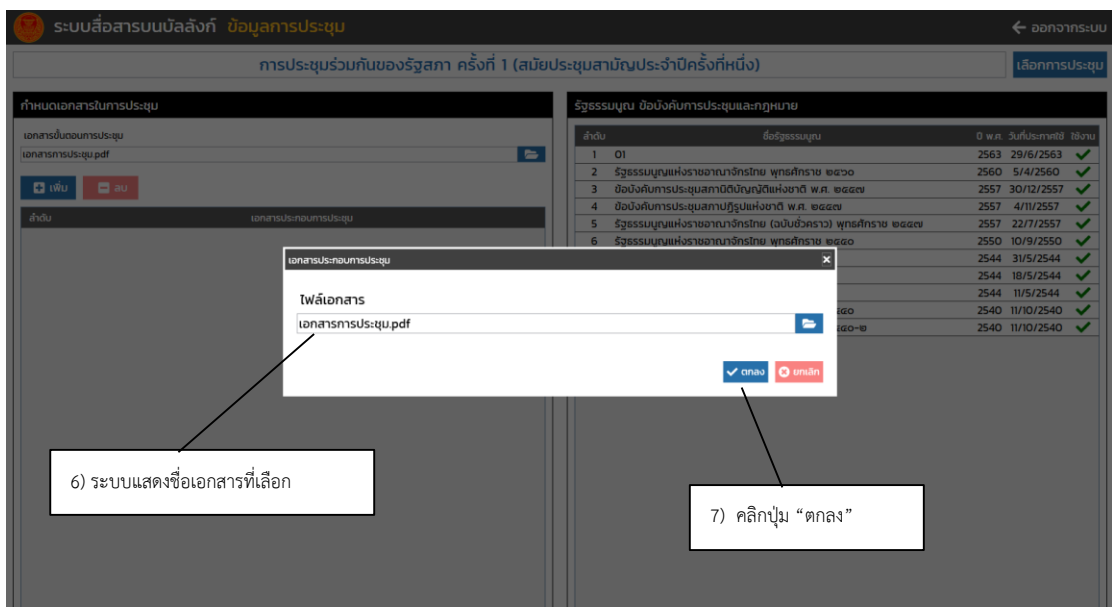 ระบบสื่อสารบนบัลลังก์ ข้อมูลการประชุม
ออกจากระบบ
การประชุมร่วมกันของรัฐสภา ครั้งที่ 1 (สมัยประชุมสามัญประจำปีครั้งที่หนึ่ง)
เลือกการประชุม
กำหนดเอกสารในการประชุม
เอกสารขั้นตอนการประชุม
เอกสารการประชุม.pdf
เพิ่ม ลบ
ลำดับ เอกสารประกอบการประชุม
รัฐธรรมนูญ ข้อบังคับการประชุมและกฎหมาย
ลำดับ ชื่อรัฐธรรมนูญ ปี พ.ศ. วันที่ประกาศใช้ ใช้งาน
1 01 2563 29/6/2563
2 รัฐธรรมนูญแห่งราชอาณาจักรไทย พุทธศักราช ๒๕๖๐ 2560 5/4/2560
3 ข้อบังคับการประชุมสภานิติบัญญัติแห่งชาติ พ.ศ. ๒๕๕๗ 2557 30/12/2557
4 ข้อบังคับการประชุมสภาปฏิรูปแห่งชาติ พ.ศ. ๒๕๕๗ 2557 4/11/2557
5 รัฐธรรมนูญแห่งราชอาณาจักรไทย (ฉบับชั่วคราว) พุทธศักราช ๒๕๕๗ 2557 22/7/2557
6 รัฐธรรมนูญแห่งราชอาณาจักรไทย พุทธศักราช ๒๕๕๐ 2550 10/9/2550
2544 31/5/2544
2544 18/5/2544
2544 11/5/2544
2540 11/10/2540
2540 11/10/2540
เอกสารประกอบการประชุม
ไฟล์เอกสาร
เอกสารการประชุม.pdf
ตกลง ยกเลิก
6) ระบบแสดงชื่อเอกสารที่เลือก
7) คลิกปุ่ม “ตกลง”